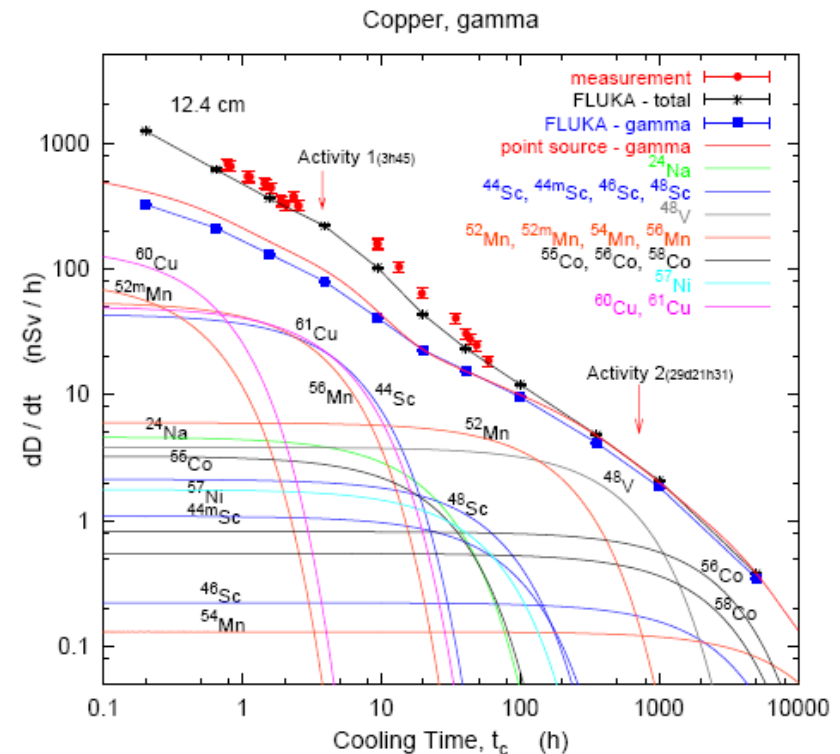 Copper, gamma
1000
100
10
1
0.1
dD / dt (nSv / h)
12.4 cm
Activity 1(3h45)
measurement
FLUKA - total
FLUKA - gamma
point source - gamma
24Na
44Sc, 44mSc, 46Sc, 48Sc
48V
52Mn, 52mMn, 54Mn, 56Mn
55Co, 56Co, 58Co
57Ni
60Cu, 61Cu
60Cu
52mMn
61Cu
56Mn
44Sc
Activity 2(29d21h31)
24Na
52Mn
55Co
48V
57Ni
48Sc
44mSc
56Co
58Co
46Sc
54Mn
0.1
1
10
100
1000
10000
Cooling Time, tc (h)